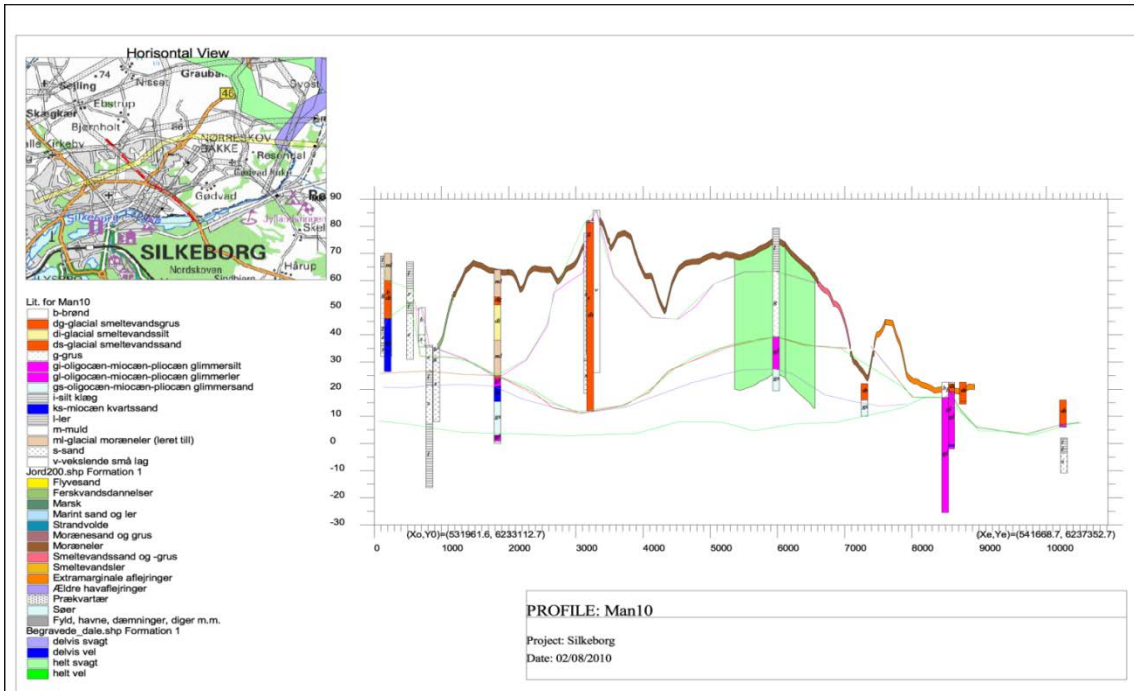 Horisontal View
74
Sejling
Nisset
Graubal
46
Ebstrup
Skægkær
Bjørnholt
86
NØRRESKOV
BAKKE
Resendal
Gødvad
SILKEBORG
Nordskoven
Hårup
Lit. for Man10
b-brønd
dg-glacial smeltevandsgrus
di-glacial smeltevandssilt
ds-glacial smeltevandssand
g-grus
gi-oligocæn-miocæn-pliocæn glimmersilt
gl-oligocæn-miocæn-pliocæn glimmerler
gs-oligocæn-miocæn-pliocæn glimmersand
i-silt klæg
ks-miocæn kvartssand
l-ler
m-muld
ml-glacial moræneler (leret till)
s-sand
v-vekslende små lag
Jord200.shp Formation 1
Flyvesand
Ferskvandsdannelser
Marsk
Marint sand og ler
Strandvolde
Morænesand og grus
Moræneler
Smeltevandssand og -grus
Smeltevandsler
Extramarginale aflejringer
Ældre havaflejringer
Prækvartær
Søer
Fyld, havne, dæmninger, diger m.m.
Begravede_dale.shp Formation 1
delvis svagt
delvis vel
helt svagt
helt vel
90
80
70
60
50
40
30
20
10
0
-10
-20
-30
(Xo,Y0)=(531961.6, 6233112.7)
(Xe,Ye)=(541668.7, 6237352.7)
0 1000 2000 3000 4000 5000 6000 7000 8000 9000 10000
PROFILE: Man10
Project: Silkeborg
Date: 02/08/2010